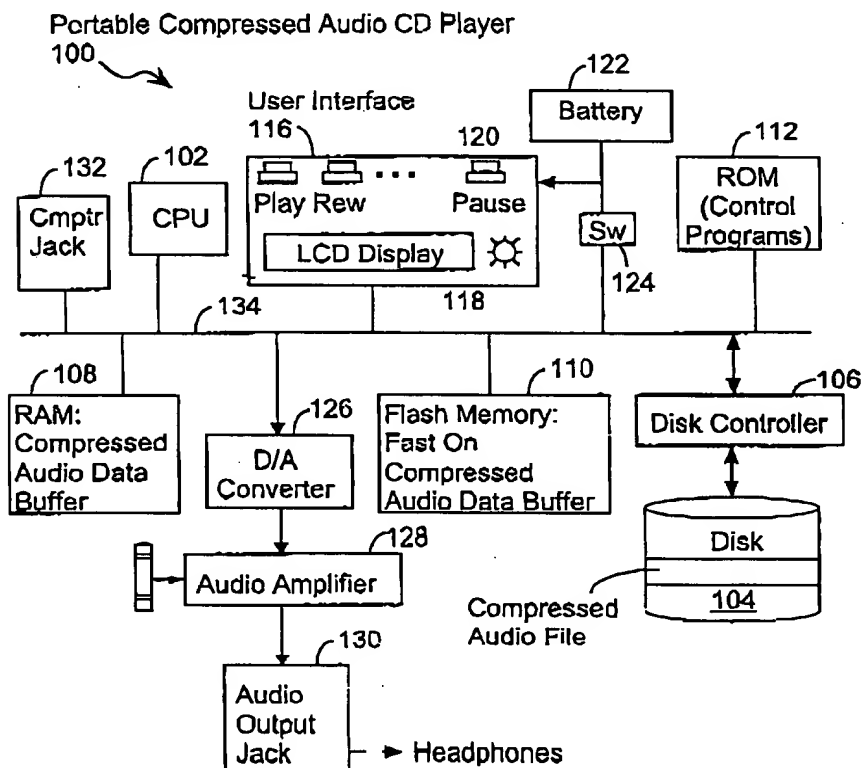 Portable Compressed Audio CD Player
100
122
User Interface
Battery
116
120
112
132
102
ROM
(Control
Programs)
Cmptr
Jack
CPU
Play Rew
Pause
Sw
LCD Display
124
118
134
108
110
106
RAM:
Compressed
Audio Data
Buffer
126
D/A
Converter
Flash Memory:
Fast On
Compressed
Audio Data Buffer
Disk Controller
128
Audio Amplifier
Disk
Compressed
Audio File
104
130
Audio
Output
Jack
Headphones